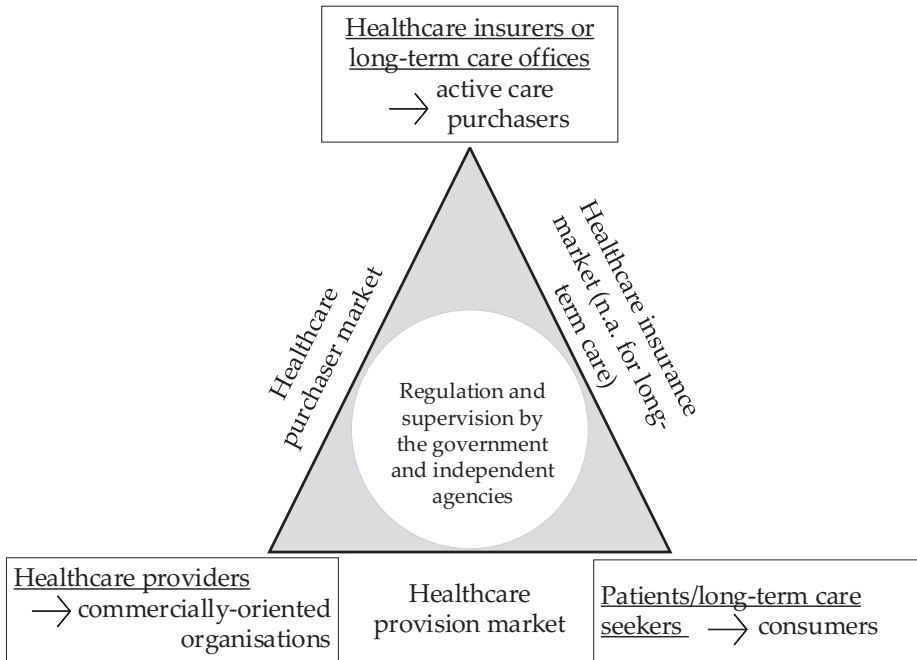 Healthcare insurers or
long-term care offices
→ active care
purchasers
Healthcare
purchaser market
Healthcare insurance
market (n.a. for long-
term care)
Regulation and
supervision by
the government
and independent
agencies
Healthcare providers
→ commercially-oriented
organisations
Healthcare
provision market
Patients/long-term care
seekers → consumers